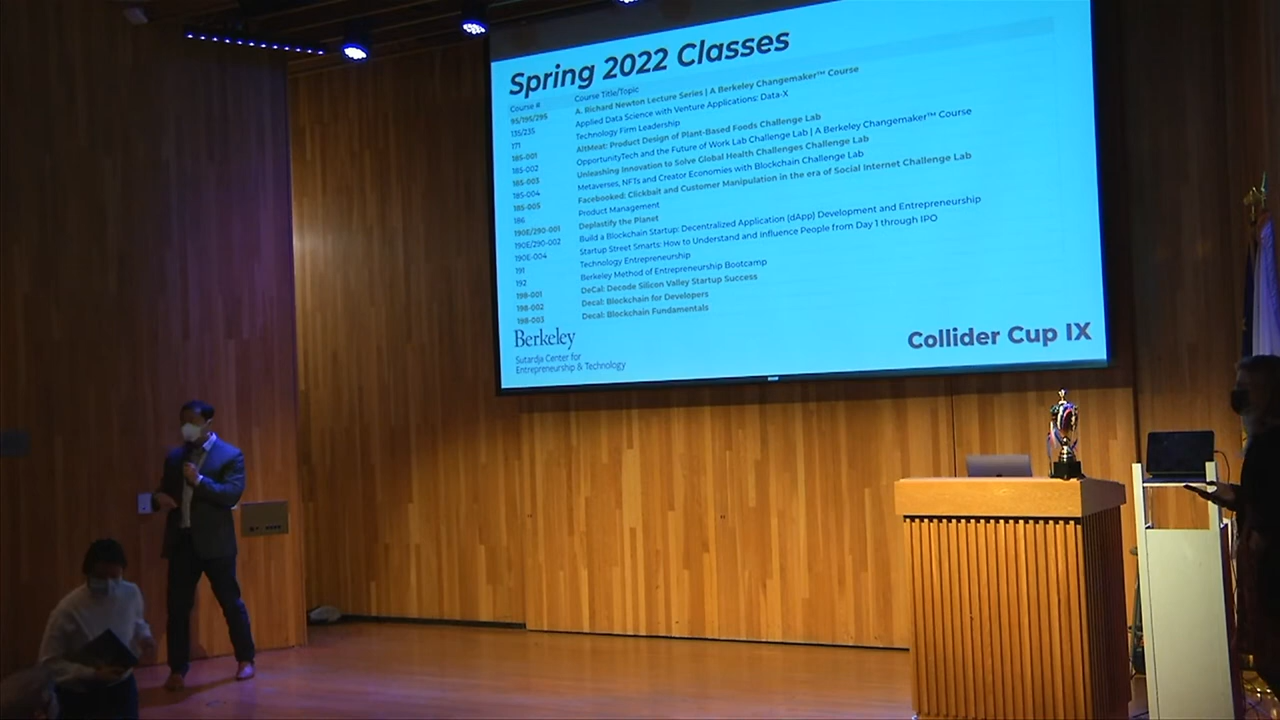 Spring 2022 Classes
Course # Course Title/Topic
95/195/295 A. Richard Newton Lecture Series | A Berkeley Changemaker™ Course
135/235 Applied Data Science with Venture Applications: Data-X
171 Technology Firm Leadership
185-001 AltMeat: Product Design of Plant-Based Foods Challenge Lab
185-002 OpportunityTech and the Future of Work Lab Challenge Lab | A Berkeley Changemaker™ Course
185-003 Unleashing Innovation to Solve Global Health Challenges Challenge Lab
185-004 Metaverses, NFTs and Creator Economies with Blockchain Challenge Lab
185-005 Facebooked: Clickbait and Customer Manipulation in the era of Social Internet Challenge Lab
186 Product Management
190E/290-001 Deplastify the Planet
190E/290-002 Build a Blockchain Startup: Decentralized Application (dApp) Development and Entrepreneurship
190E-004 Startup Street Smarts: How to Understand and Influence People from Day 1 through IPO
191 Technology Entrepreneurship
192 Berkeley Method of Entrepreneurship Bootcamp
198-001 DeCal: Decode Silicon Valley Startup Success
198-002 Decal: Blockchain for Developers
198-003 Decal: Blockchain Fundamentals
Berkeley
Sutardja Center for
Entrepreneurship & Technology
Collider Cup IX